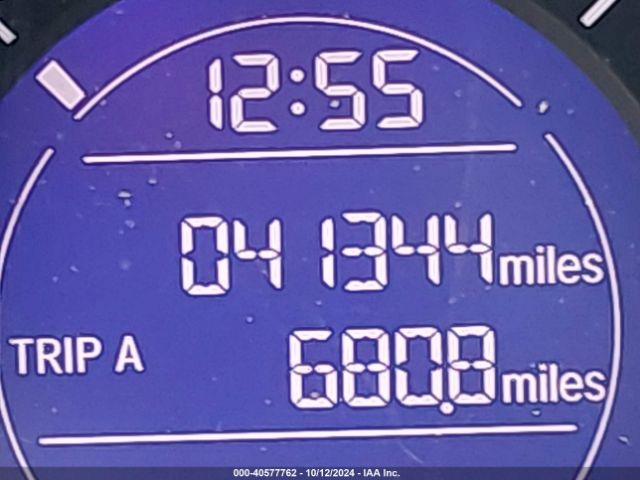 12:55
041344 miles
TRIP A 680.8 miles
000-40577762 - 10/12/2024 - IAA Inc.